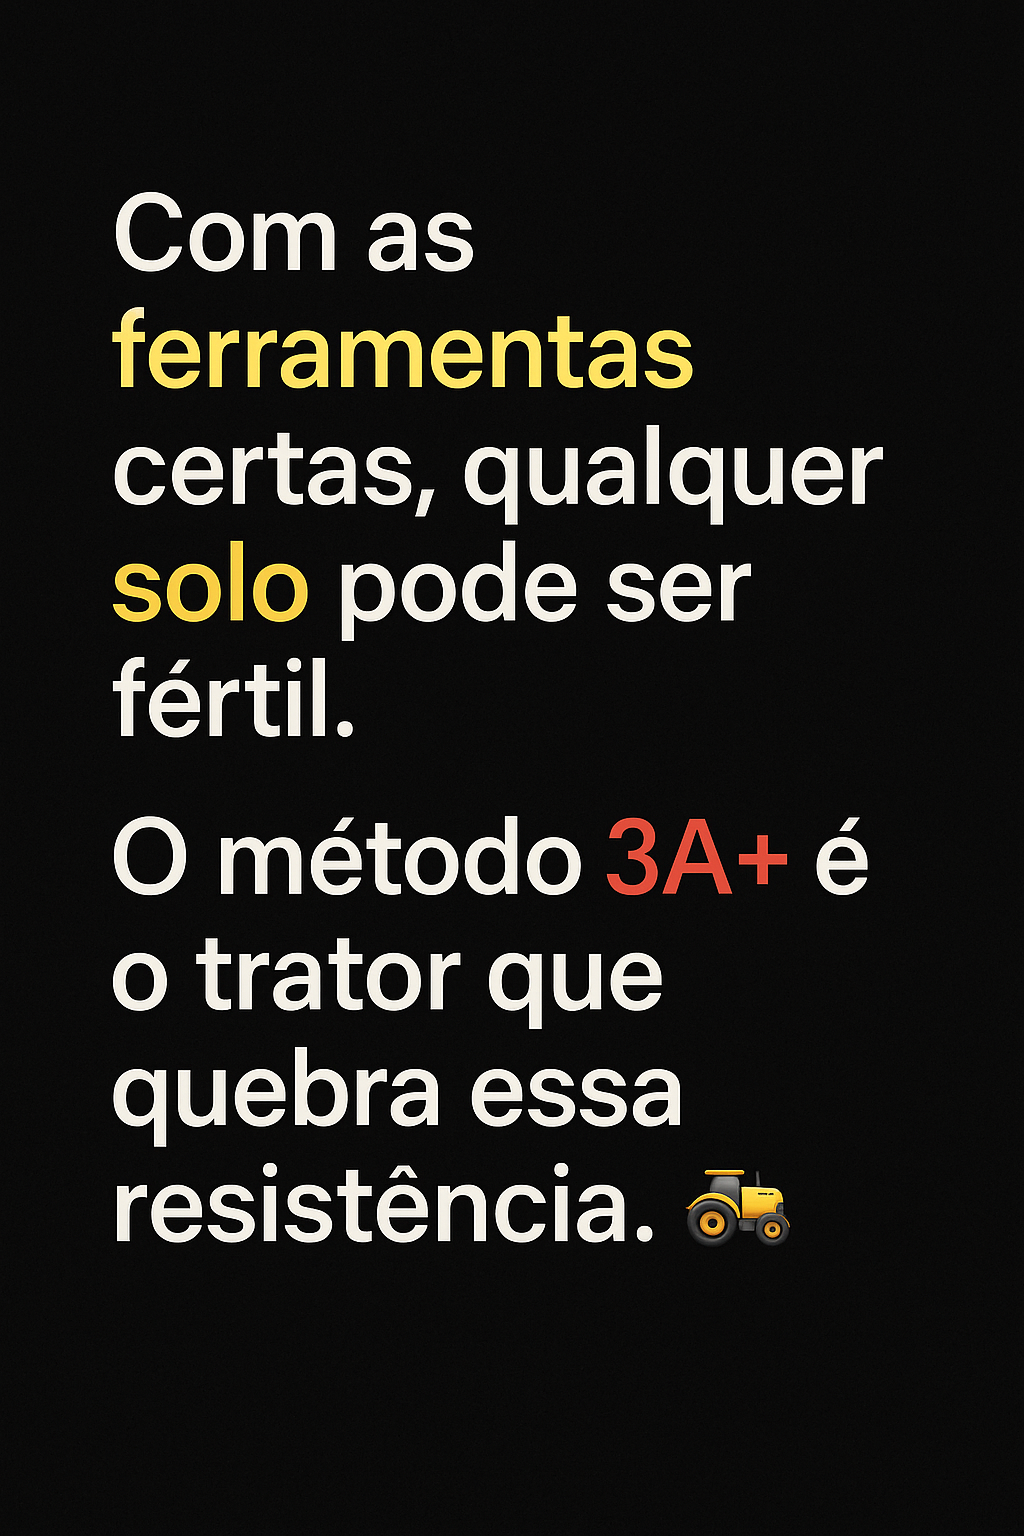 Com as
ferramentas
certas, qualquer
solo pode ser
fértil.
O método 3A+ é
o trator que
quebra essa
resistência. 🚜